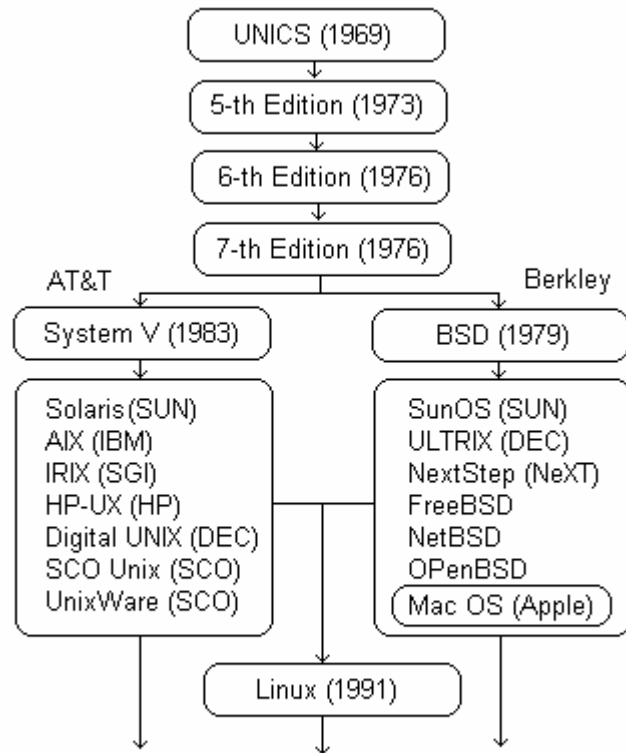 UNICS (1969)
5-th Edition (1973)
6-th Edition (1976)
7-th Edition (1976)
AT&T
Berkley
System V (1983)
BSD (1979)
Solaris(SUN)
AIX (IBM)
IRIX (SGI)
HP-UX (HP)
Digital UNIX (DEC)
SCO Unix (SCO)
UnixWare (SCO)
SunOS (SUN)
ULTRIX (DEC)
NextStep (NeXT)
FreeBSD
NetBSD
OPenBSD
Mac OS (Apple)
Linux (1991)